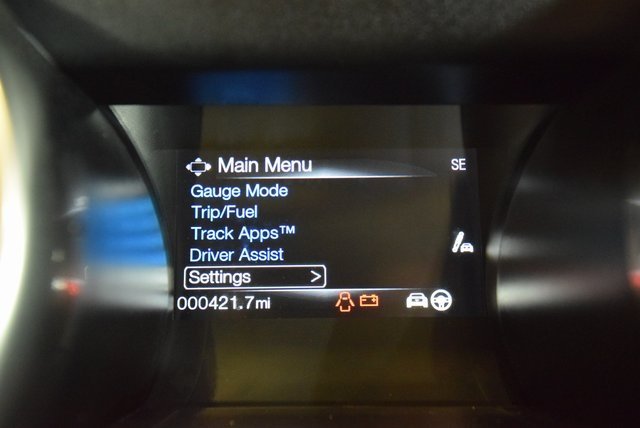 Main Menu SE
Gauge Mode
Trip/Fuel
Track Apps™
Driver Assist
Settings >
000421.7mi